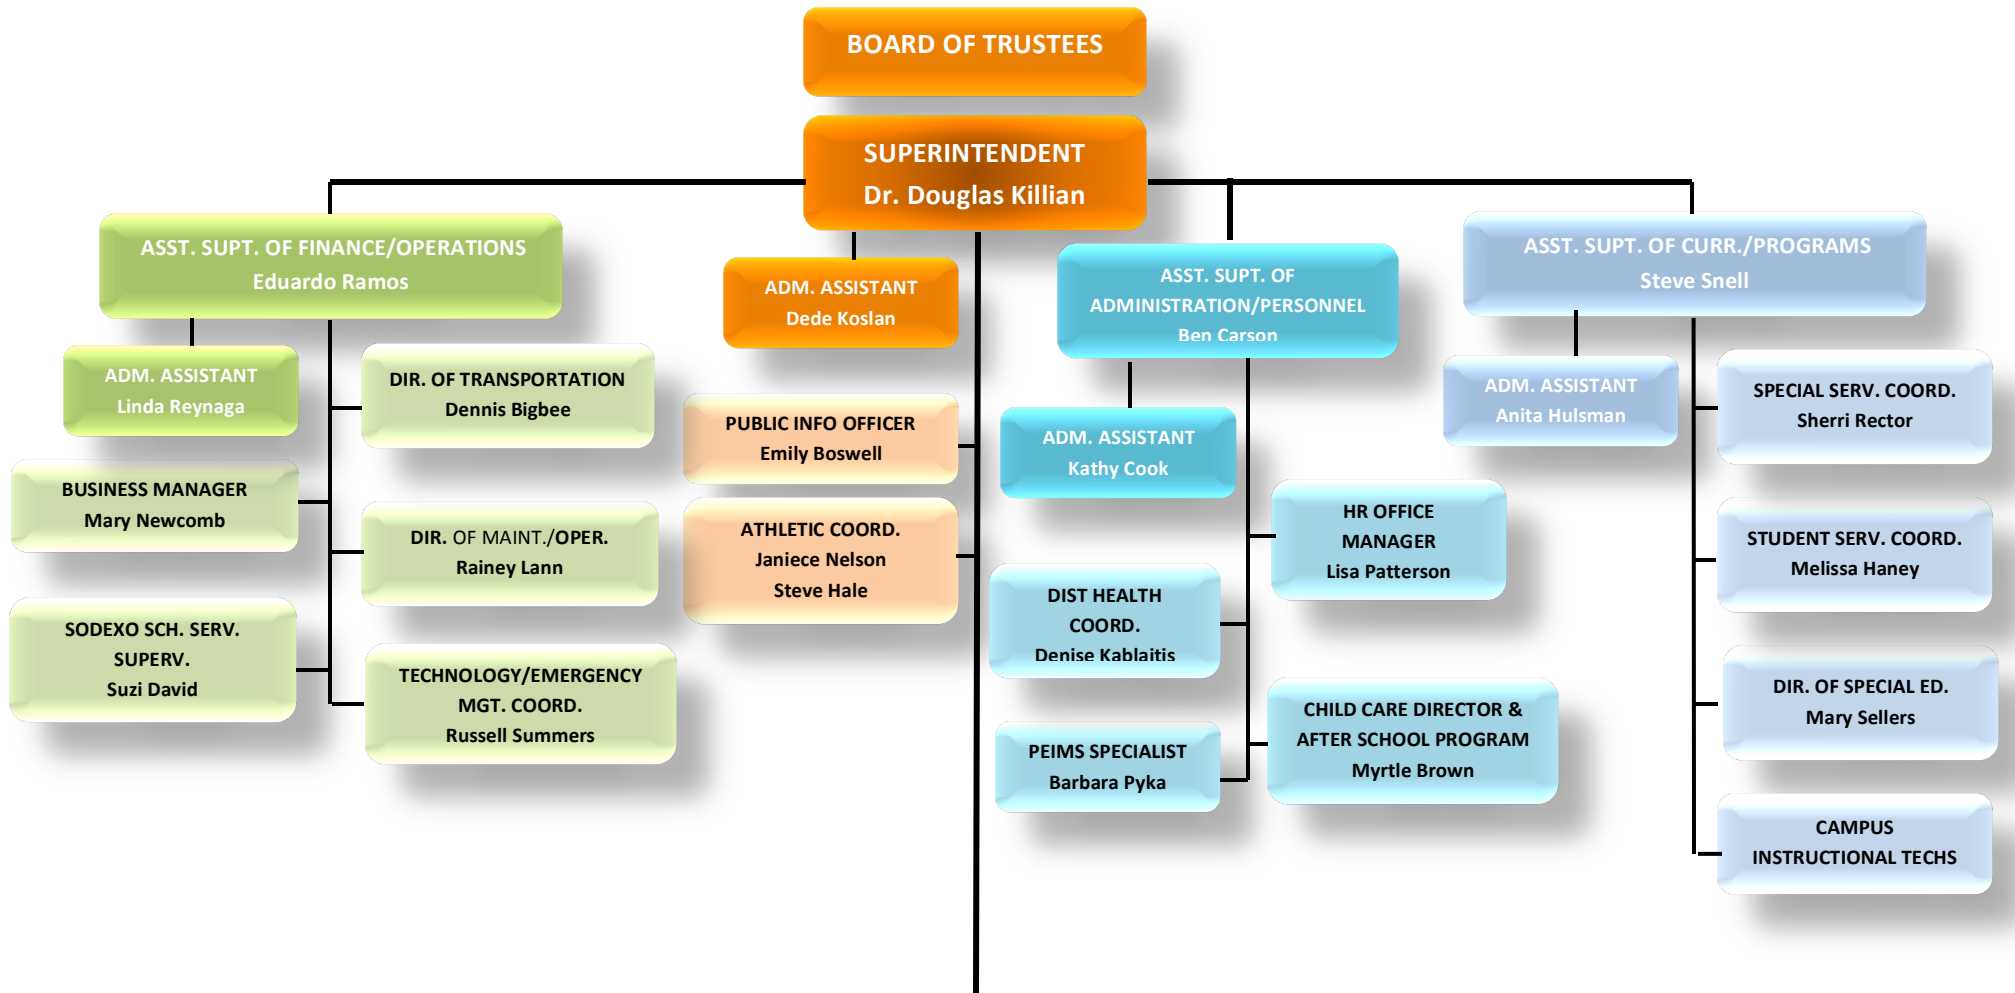 BOARD OF TRUSTEES
SUPERINTENDENT
Dr. Douglas Killian
ASST. SUPT. OF FINANCE/OPERATIONS
Eduardo Ramos
ADM. ASSISTANT
Linda Reynaga
DIR. OF TRANSPORTATION
Dennis Bigbee
BUSINESS MANAGER
Mary Newcomb
DIR. OF MAINT./OPER.
Rainey Lann
SODEXO SCH. SERV.
SUPERV.
Suzi David
TECHNOLOGY/EMERGENCY
MGT. COORD.
Russell Summers
ADM. ASSISTANT
Dede Koslan
PUBLIC INFO OFFICER
Emily Boswell
ATHLETIC COORD.
Janiece Nelson
Steve Hale
ASST. SUPT. OF
ADMINISTRATION/PERSONNEL
Ben Carson
ADM. ASSISTANT
Kathy Cook
HR OFFICE
MANAGER
Lisa Patterson
DIST HEALTH
COORD.
Denise Kablaitis
CHILD CARE DIRECTOR &
AFTER SCHOOL PROGRAM
Myrtle Brown
PEIMS SPECIALIST
Barbara Pyka
ASST. SUPT. OF CURR./PROGRAMS
Steve Snell
ADM. ASSISTANT
Anita Hulsman
SPECIAL SERV. COORD.
Sherri Rector
STUDENT SERV. COORD.
Melissa Haney
DIR. OF SPECIAL ED.
Mary Sellers
CAMPUS
INSTRUCTIONAL TECHS